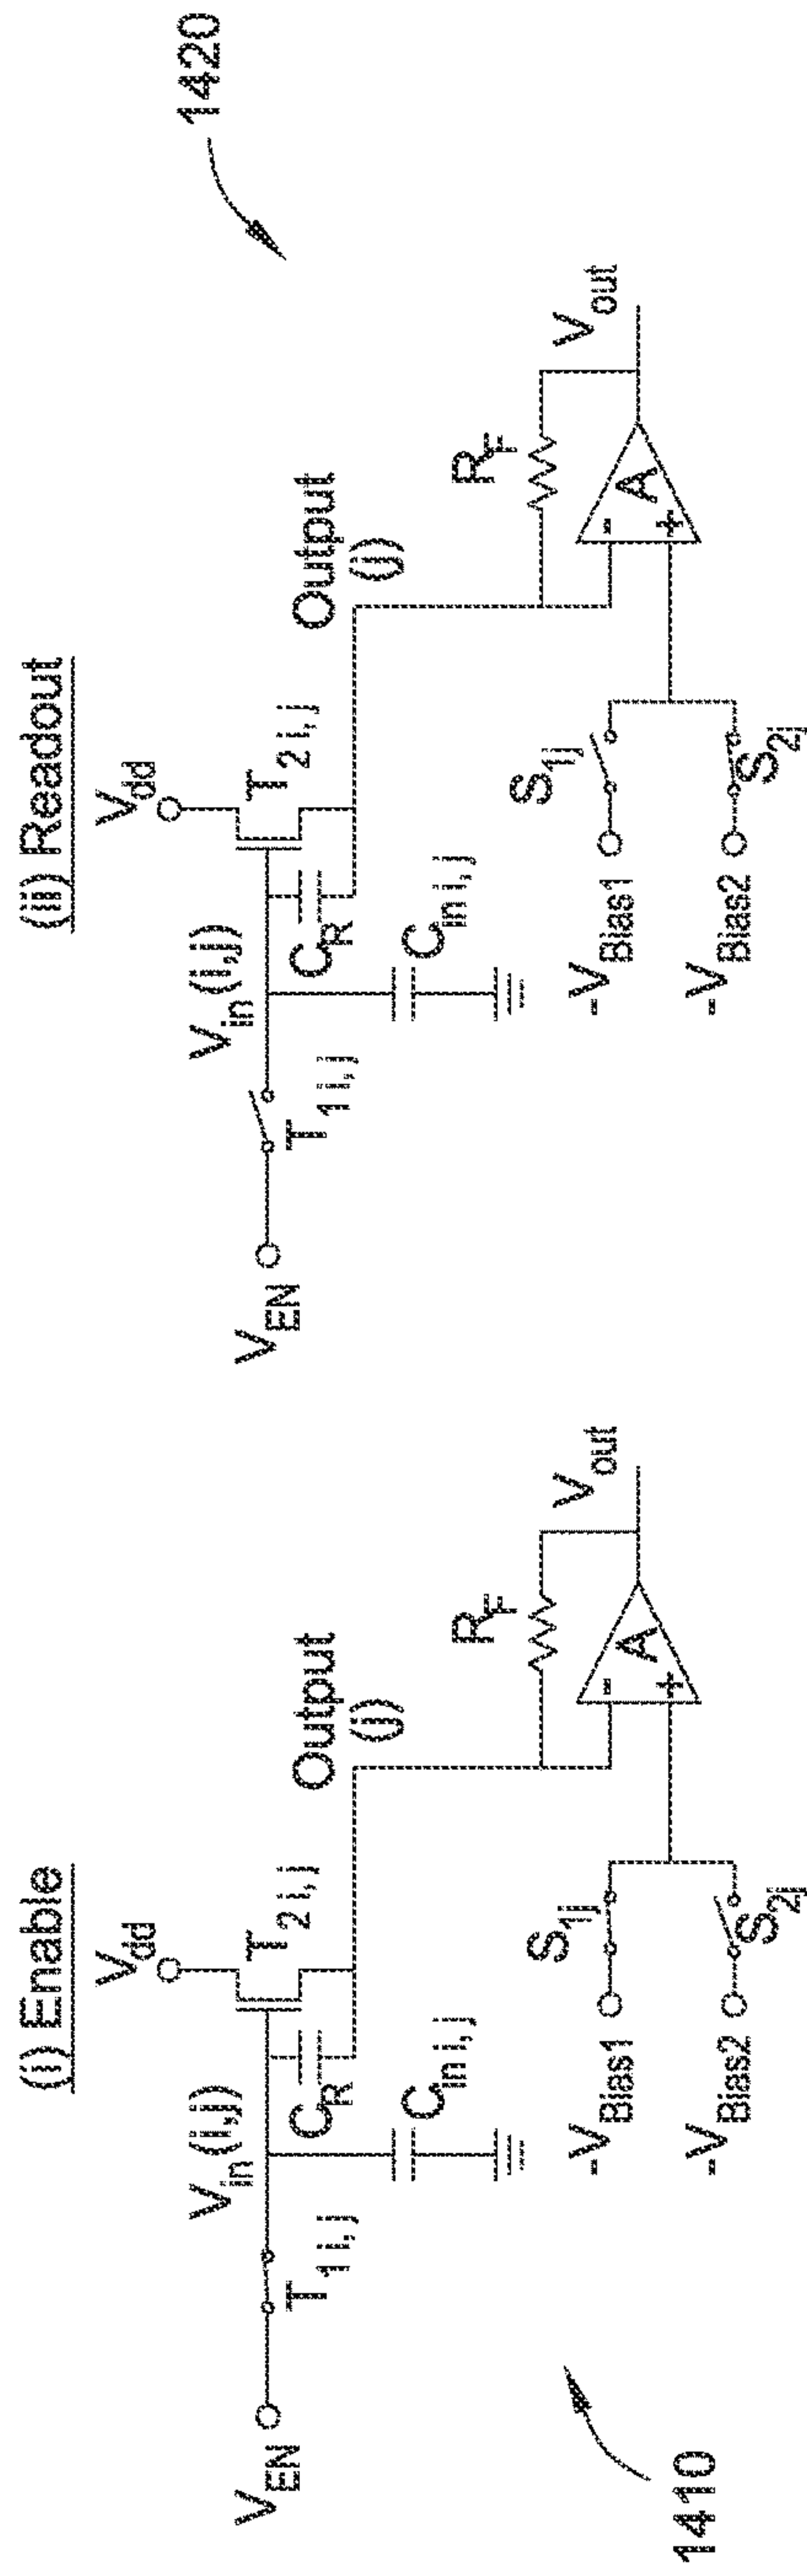 (i) Enable
V_dd
V_in(i,j)
T_2 i, j
V_EN
T_1 i, j
C_R
C_in i, j
Output
(j)
R_F
V_out
A
-
+
-V_Bias1
S_1j
-V_Bias2
S_2j
1410
(ii) Readout
V_dd
V_in(i,j)
T_2 i, j
V_EN
T_1 i, j
C_R
C_in i, j
Output
(j)
R_F
V_out
A
-
+
-V_Bias1
S_1j
-V_Bias2
S_2j
1420